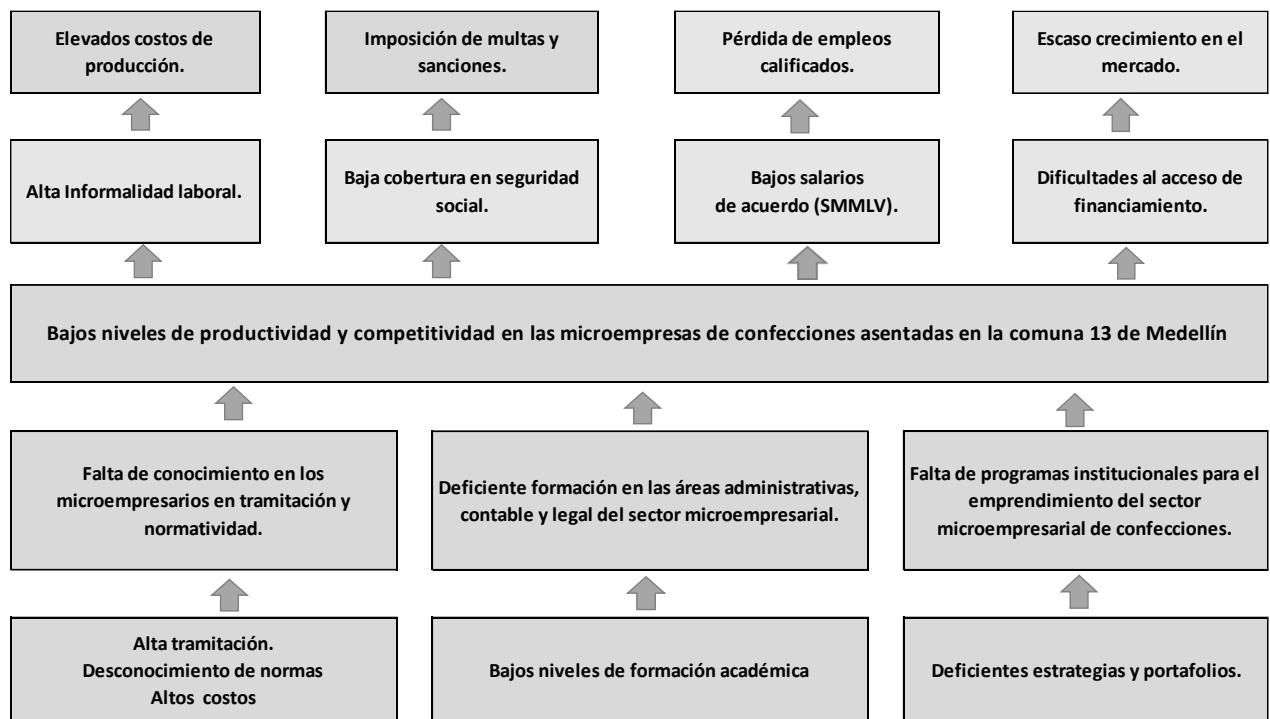 Elevados costos de
producción.
Imposición de multas y
sanciones.
Pérdida de empleos
calificados.
Escaso crecimiento en el
mercado.
Alta Informalidad laboral.
Baja cobertura en seguridad
social.
Bajos salarios
de acuerdo (SMMLV).
Dificultades al acceso de
financiamiento.
Bajos niveles de productividad y competitividad en las microempresas de confecciones asentadas en la comuna 13 de Medellín
Falta de conocimiento en los
microempresarios en tramitación y
normatividad.
Deficiente formación en las áreas administrativas,
contable y legal del sector microempresarial.
Falta de programas institucionales para el
emprendimiento del sector
microempresarial de confecciones.
Alta tramitación.
Desconocimiento de normas
Altos costos
Bajos niveles de formación académica
Deficientes estrategias y portafolios.